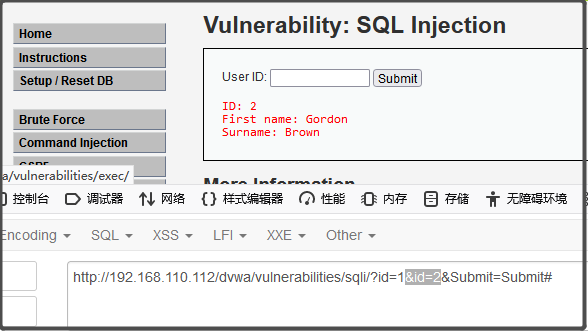 Home
Instructions
Setup / Reset DB
Brute Force
Command Injection
Vulnerability: SQL Injection
User ID:
Submit
ID: 2
First name: Gordon
Surname: Brown
More Information
a/vulnerabilities/exec/
控制台 调试器 网络 样式编辑器 性能 内存 存储 无障碍环境
Encoding SQL XSS LFI XXE Other
http://192.168.110.112/dvwa/vulnerabilities/sqli/?id=1&id=2&Submit=Submit#